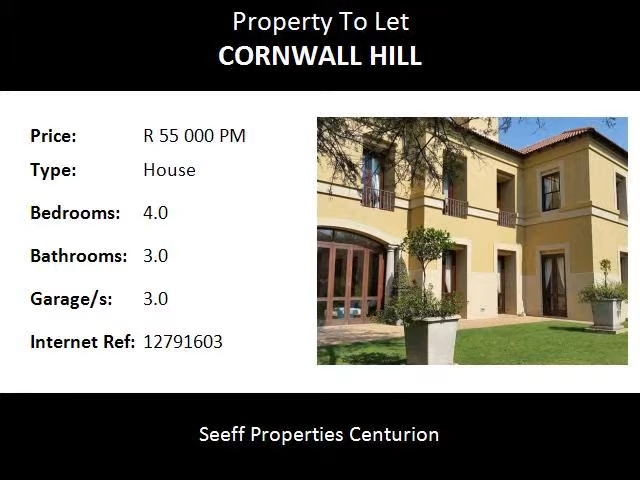 Property To Let
CORNWALL HILL
Price: R 55 000 PM
Type: House
Bedrooms: 4.0
Bathrooms: 3.0
Garage/s: 3.0
Internet Ref: 12791603
Seeff Properties Centurion